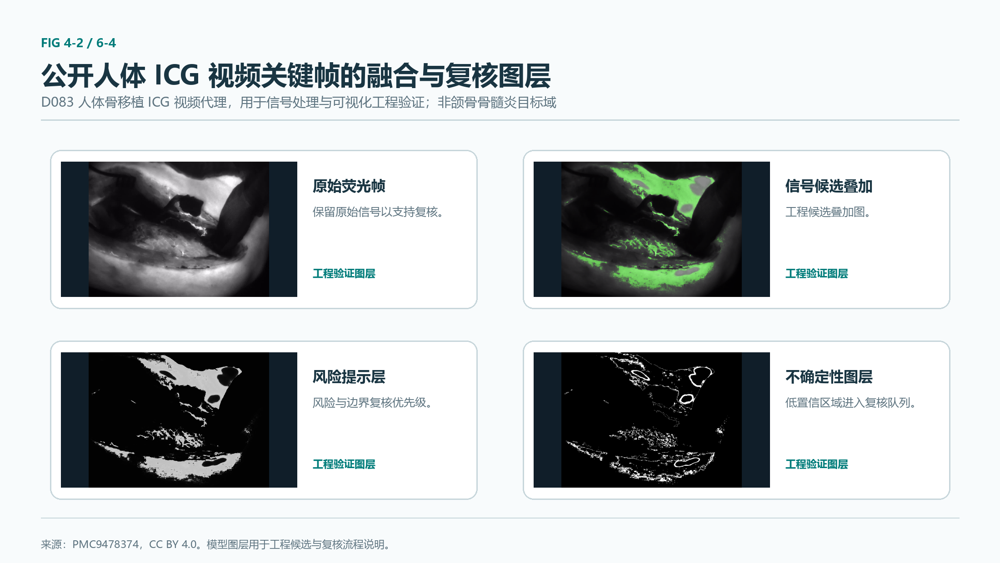 FIG 4-2 / 6-4
公开人体 ICG 视频关键帧的融合与复核图层
D083 人体骨移植 ICG 视频代理，用于信号处理与可视化工程验证；非颌骨骨髓炎目标域
原始荧光帧
保留原始信号以支持复核。
工程验证图层
信号候选叠加
工程候选叠加图。
工程验证图层
风险提示层
风险与边界复核优先级。
工程验证图层
不确定性图层
低置信区域进入复核队列。
工程验证图层
来源：PMC9478374，CC BY 4.0。模型图层用于工程候选与复核流程说明。